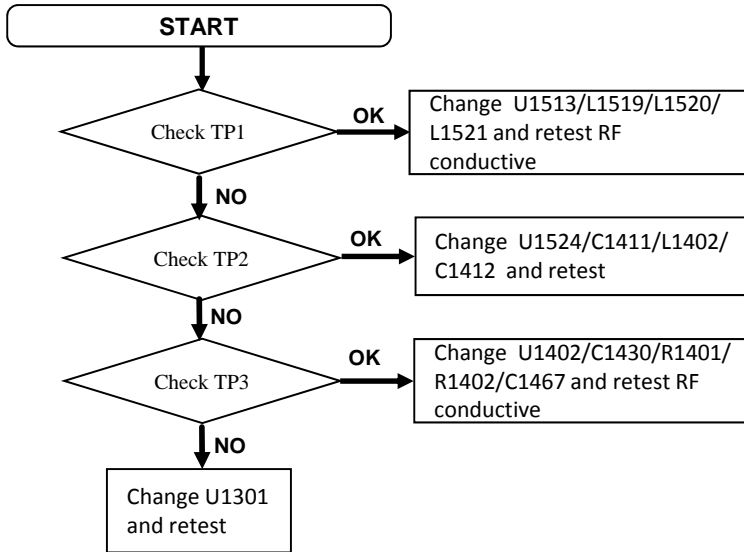 START
Check TP1
OK
Change U1513/L1519/L1520/
L1521 and retest RF
conductive
NO
Check TP2
OK
Change U1524/C1411/L1402/
C1412 and retest
NO
Check TP3
OK
Change U1402/C1430/R1401/
R1402/C1467 and retest RF
conductive
NO
Change U1301
and retest